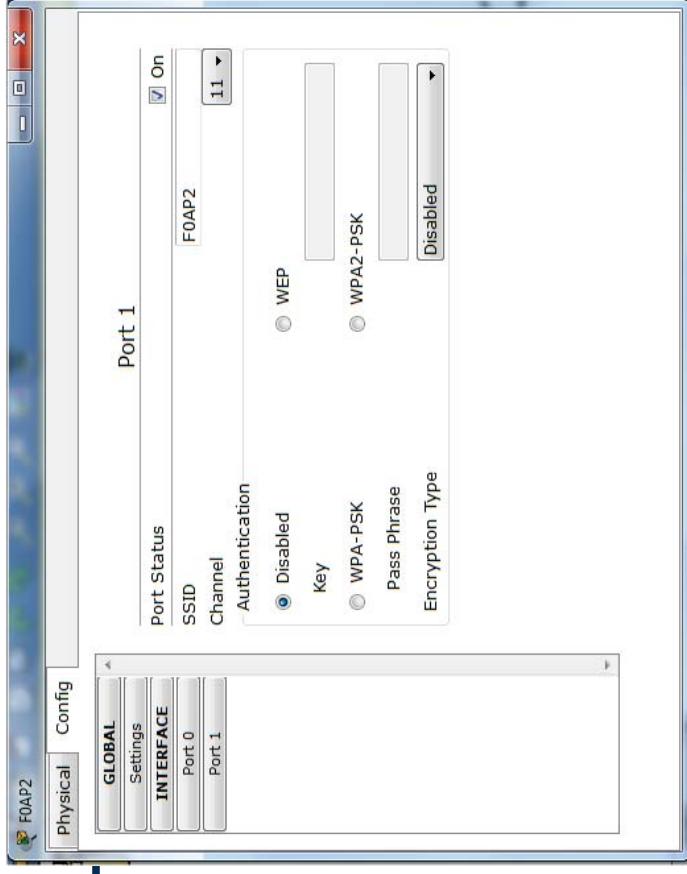 F0AP2
Physical Config
GLOBAL
Settings
INTERFACE
Port 0
Port 1
Port 1
Port Status On
SSID F0AP2
Channel 11
Authentication
Disabled WEP
Key
WPA-PSK WPA2-PSK
Pass Phrase
Encryption Type Disabled